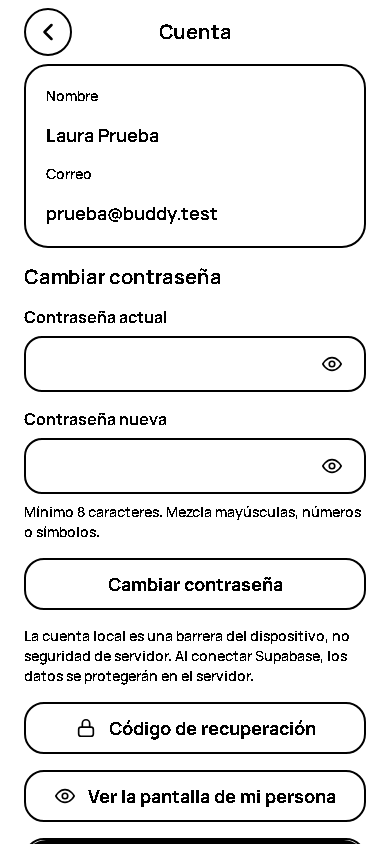 Cuenta
Nombre
Laura Prueba
Correo
prueba@buddy.test
Cambiar contraseña
Contraseña actual
Contraseña nueva
Mínimo 8 caracteres. Mezcla mayúsculas, números
o símbolos.
Cambiar contraseña
La cuenta local es una barrera del dispositivo, no
seguridad de servidor. Al conectar Supabase, los
datos se protegerán en el servidor.
Código de recuperación
Ver la pantalla de mi persona